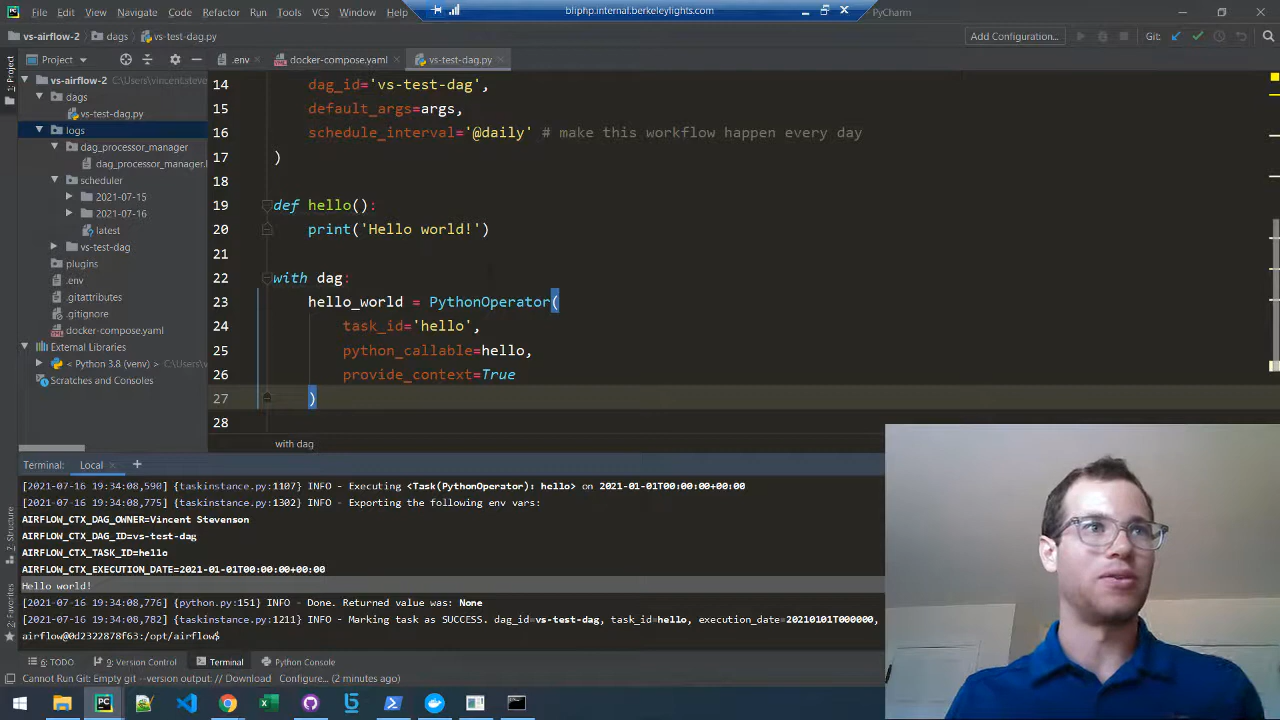 bliphp.internal.berkeleylights.com
File Edit View Navigate Code Refactor Run Tools VCS Window Help
PyCharm
vs-airflow-2 dags vs-test-dag.py
Add Configuration...
Git:
1: Project
Project
.env
docker-compose.yaml
vs-test-dag.py
vs-airflow-2 C:\Users\vincent.steve
dags
vs-test-dag.py
logs
dag_processor_manager
dag_processor_manager.l
scheduler
2021-07-15
2021-07-16
latest
vs-test-dag
plugins
.env
.gitattributes
.gitignore
docker-compose.yaml
External Libraries
< Python 3.8 (venv) > C:\Users\v
Scratches and Consoles
14 dag_id='vs-test-dag',
15 default_args=args,
16 schedule_interval='@daily' # make this workflow happen every day
17 )
18
19 def hello():
20 print('Hello world!')
21
22 with dag:
23 hello_world = PythonOperator(
24 task_id='hello',
25 python_callable=hello,
26 provide_context=True
27 )
28
with dag
Terminal: Local +
[2021-07-16 19:34:08,590] {taskinstance.py:1107} INFO - Executing <Task(PythonOperator): hello> on 2021-01-01T00:00:00+00:00
[2021-07-16 19:34:08,775] {taskinstance.py:1302} INFO - Exporting the following env vars:
AIRFLOW_CTX_DAG_OWNER=Vincent Stevenson
AIRFLOW_CTX_DAG_ID=vs-test-dag
AIRFLOW_CTX_TASK_ID=hello
AIRFLOW_CTX_EXECUTION_DATE=2021-01-01T00:00:00+00:00
Hello world!
[2021-07-16 19:34:08,776] {python.py:151} INFO - Done. Returned value was: None
[2021-07-16 19:34:08,782] {taskinstance.py:1211} INFO - Marking task as SUCCESS. dag_id=vs-test-dag, task_id=hello, execution_date=20210101T000000,
airflow@0d2322878f63:/opt/airflow$
7: Structure
2: Favorites
6: TODO
9: Version Control
Terminal
Python Console
Cannot Run Git: Empty git --version output: // Download Configure... (2 minutes ago)